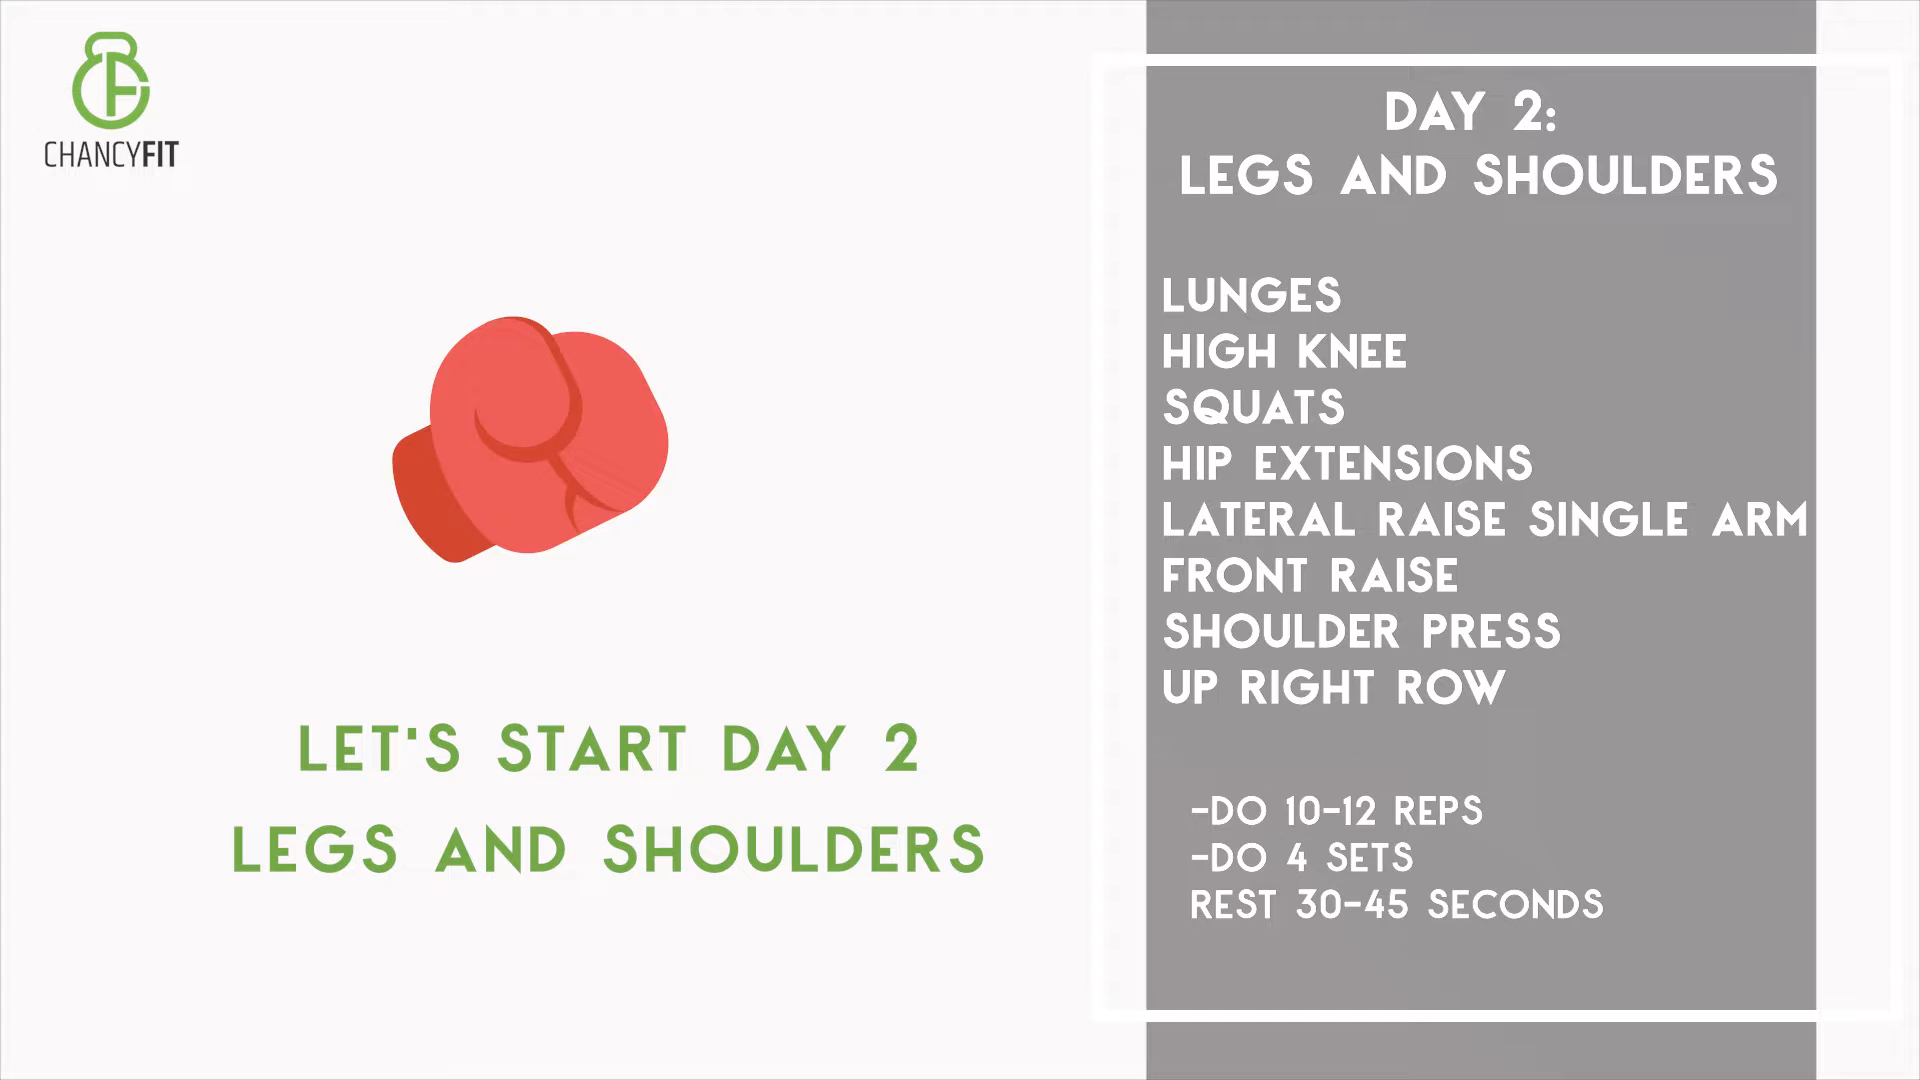 CHANCYFIT
LET'S START DAY 2
LEGS AND SHOULDERS
DAY 2:
LEGS AND SHOULDERS
LUNGES
HIGH KNEE
SQUATS
HIP EXTENSIONS
LATERAL RAISE SINGLE ARM
FRONT RAISE
SHOULDER PRESS
UP RIGHT ROW
-DO 10-12 REPS
-DO 4 SETS
REST 30-45 SECONDS